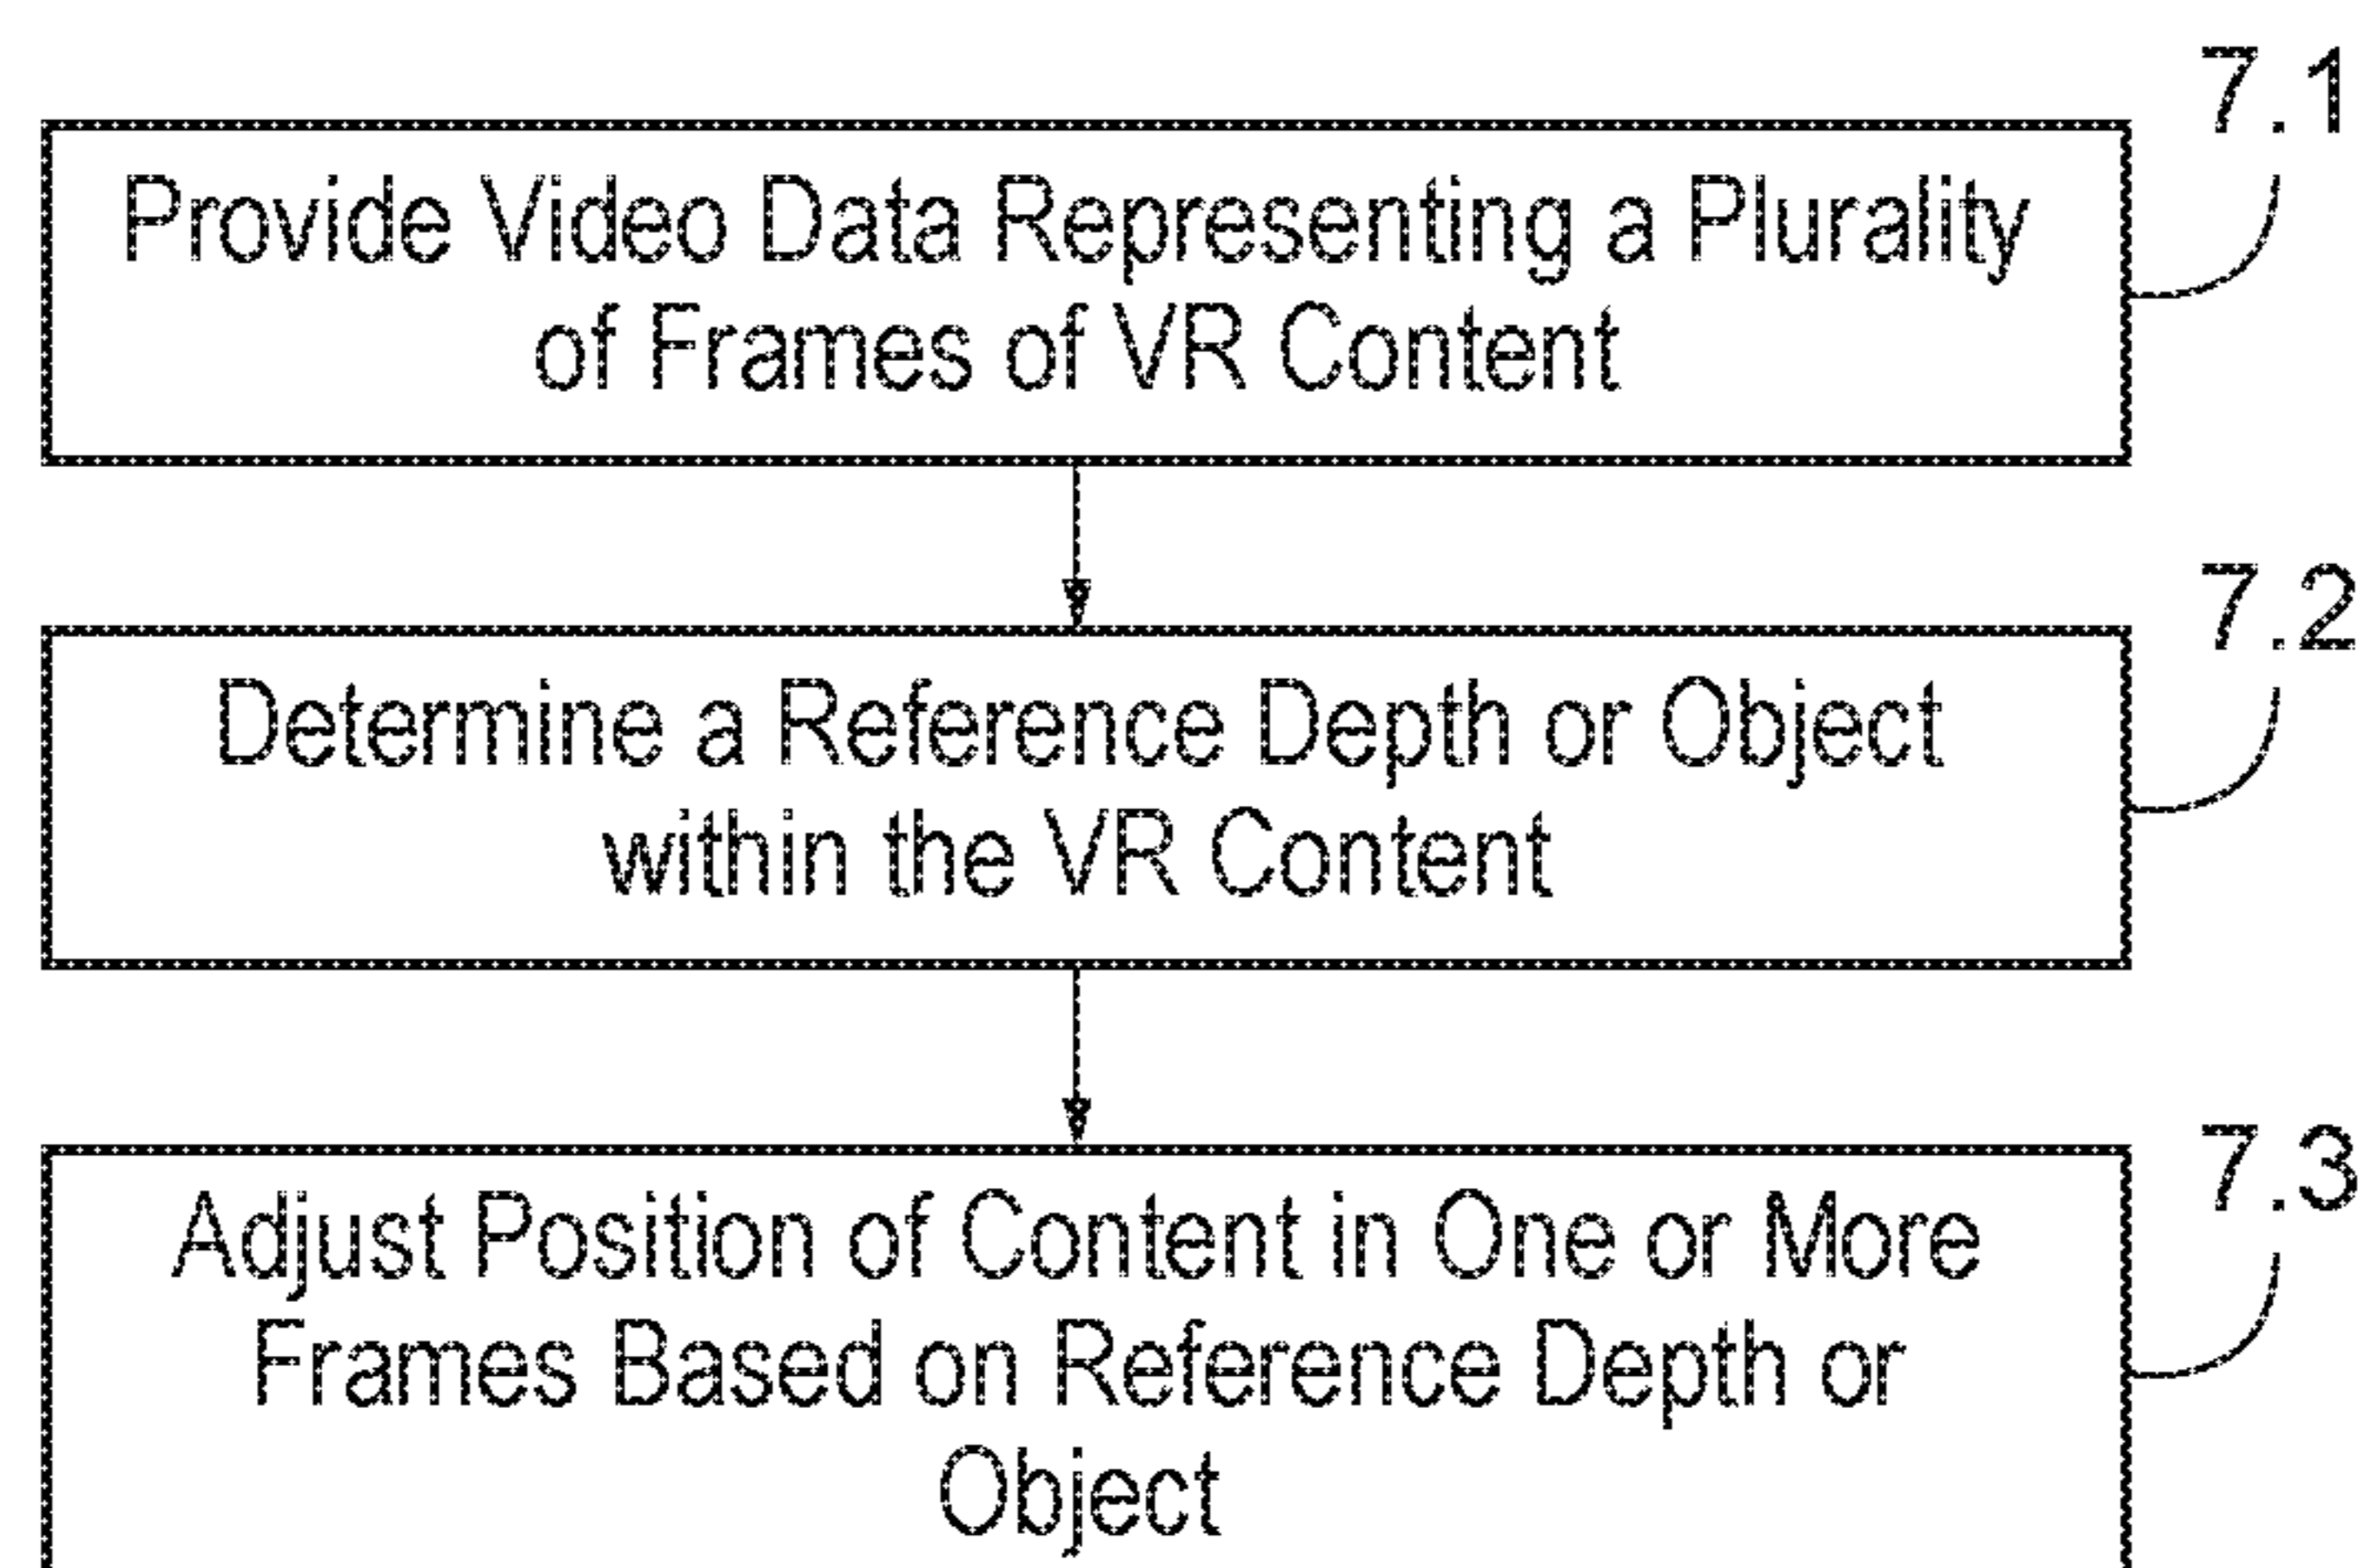 7.1
Provide Video Data Representing a Plurality
of Frames of VR Content
7.2
Determine a Reference Depth or Object
within the VR Content
7.3
Adjust Position of Content in One or More
Frames Based on Reference Depth or
Object